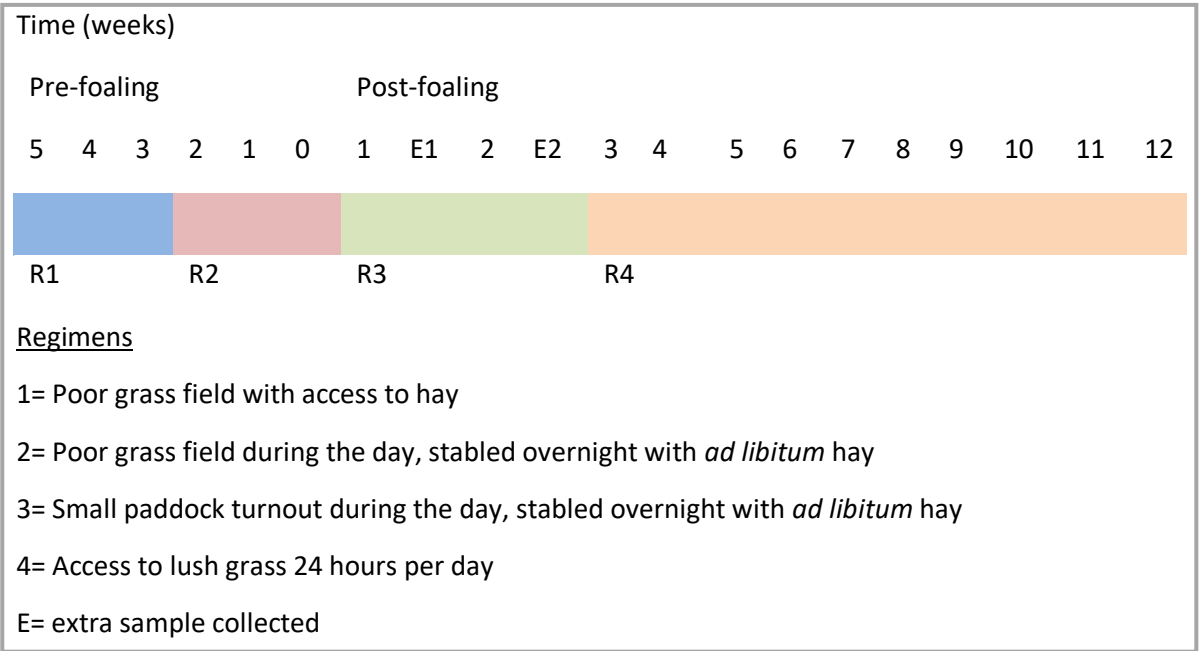 Time (weeks)
Pre-foaling Post-foaling
5 4 3 2 1 0 1 E1 2 E2 3 4 5 6 7 8 9 10 11 12
R1 R2 R3 R4
Regimens
1= Poor grass field with access to hay
2= Poor grass field during the day, stabled overnight with ad libitum hay
3= Small paddock turnout during the day, stabled overnight with ad libitum hay
4= Access to lush grass 24 hours per day
E= extra sample collected